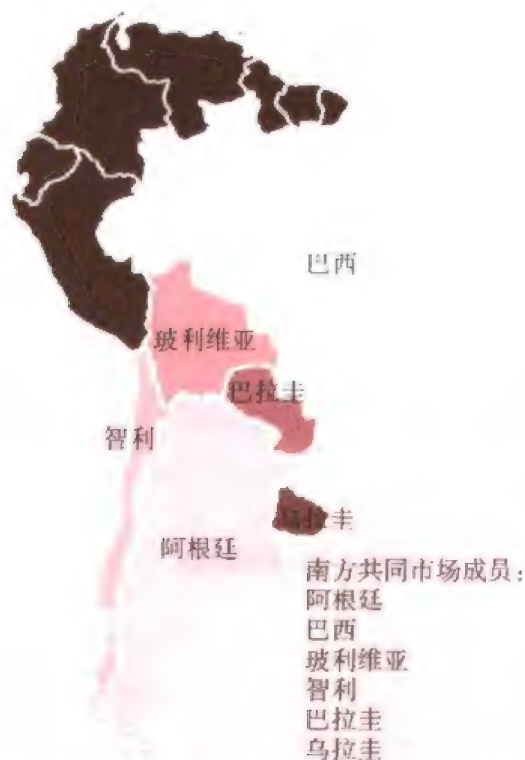 巴西
玻利维亚
巴拉圭
智利
乌拉圭
阿根廷
南方共同市场成员：
阿根廷
巴西
玻利维亚
智利
巴拉圭
乌拉圭